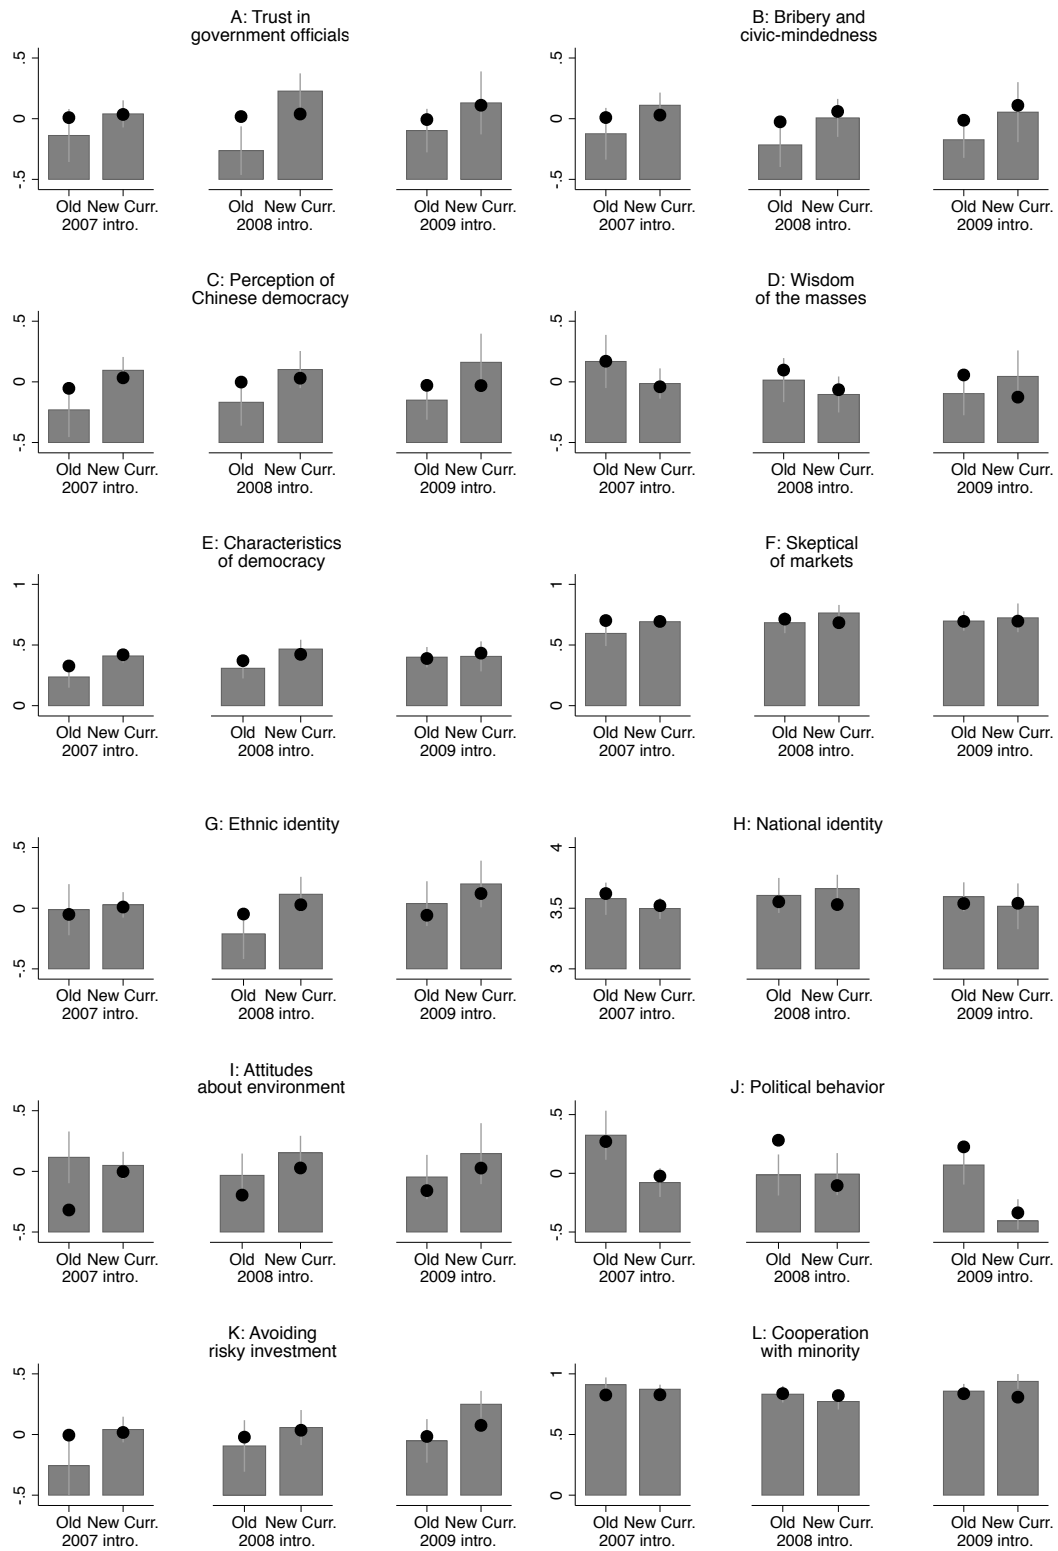 A: Trust in
government officials
.5
0
-.5
Old New Curr.
2007 intro.
Old New Curr.
2008 intro.
Old New Curr.
2009 intro.
B: Bribery and
civic-mindedness
.5
0
-.5
Old New Curr.
2007 intro.
Old New Curr.
2008 intro.
Old New Curr.
2009 intro.
C: Perception of
Chinese democracy
.5
0
-.5
Old New Curr.
2007 intro.
Old New Curr.
2008 intro.
Old New Curr.
2009 intro.
D: Wisdom
of the masses
.5
0
-.5
Old New Curr.
2007 intro.
Old New Curr.
2008 intro.
Old New Curr.
2009 intro.
E: Characteristics
of democracy
1
.5
0
Old New Curr.
2007 intro.
Old New Curr.
2008 intro.
Old New Curr.
2009 intro.
F: Skeptical
of markets
1
.5
0
Old New Curr.
2007 intro.
Old New Curr.
2008 intro.
Old New Curr.
2009 intro.
G: Ethnic identity
.5
0
-.5
Old New Curr.
2007 intro.
Old New Curr.
2008 intro.
Old New Curr.
2009 intro.
H: National identity
4
3.5
3
Old New Curr.
2007 intro.
Old New Curr.
2008 intro.
Old New Curr.
2009 intro.
I: Attitudes
about environment
.5
0
-.5
Old New Curr.
2007 intro.
Old New Curr.
2008 intro.
Old New Curr.
2009 intro.
J: Political behavior
.5
0
-.5
Old New Curr.
2007 intro.
Old New Curr.
2008 intro.
Old New Curr.
2009 intro.
K: Avoiding
risky investment
.5
0
-.5
Old New Curr.
2007 intro.
Old New Curr.
2008 intro.
Old New Curr.
2009 intro.
L: Cooperation
with minority
1
.5
0
Old New Curr.
2007 intro.
Old New Curr.
2008 intro.
Old New Curr.
2009 intro.